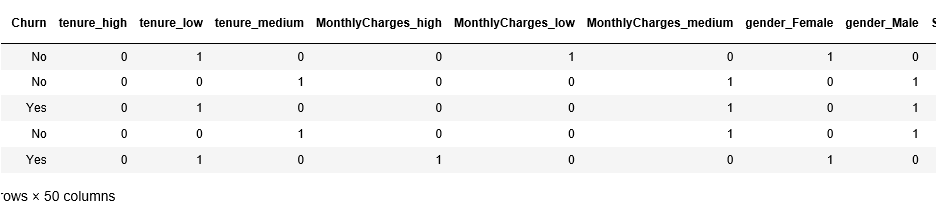 Churn tenure_high tenure_low tenure_medium MonthlyCharges_high MonthlyCharges_low MonthlyCharges_medium gender_Female gender_Male S
No 0 1 0 0 1 0 1 0
No 0 0 1 0 0 1 0 1
Yes 0 1 0 0 0 1 0 1
No 0 0 1 0 0 1 0 1
Yes 0 1 0 1 0 0 1 0
rows × 50 columns